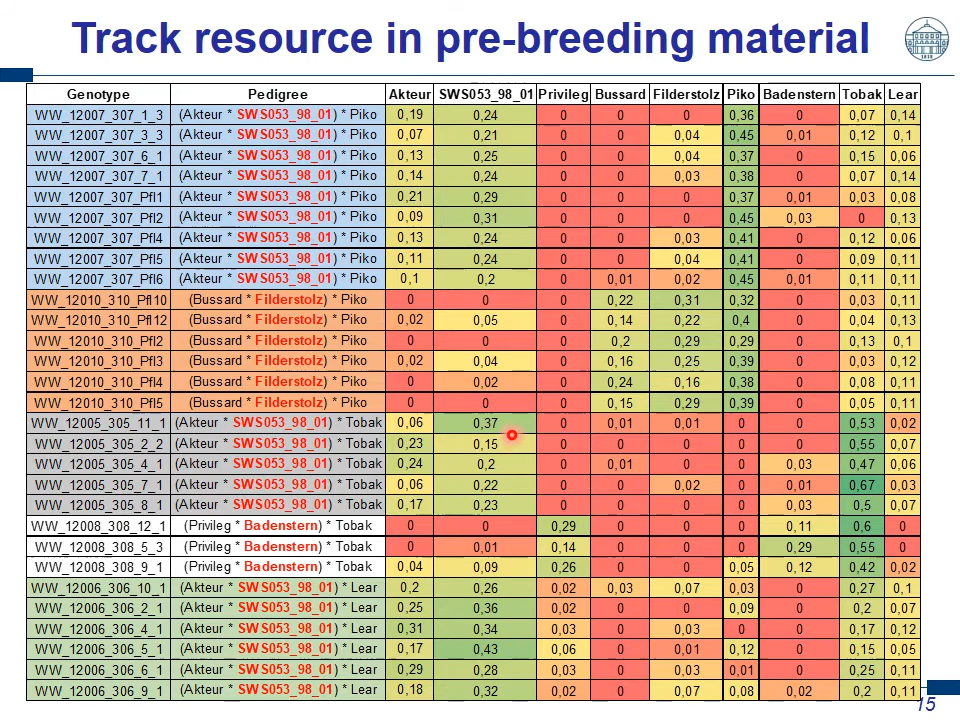 Track resource in pre-breeding material
Genotype Pedigree Akteur SWS053_98_01 Privileg Bussard Filderstolz Piko Badenstern Tobak Lear
WW_12007_307_1_3 (Akteur * SWS053_98_01) * Piko 0,19 0,24 0 0 0 0,36 0 0,07 0,14
WW_12007_307_3_3 (Akteur * SWS053_98_01) * Piko 0,07 0,21 0 0 0,04 0,45 0,01 0,12 0,1
WW_12007_307_6_1 (Akteur * SWS053_98_01) * Piko 0,13 0,25 0 0 0,04 0,37 0 0,15 0,06
WW_12007_307_7_1 (Akteur * SWS053_98_01) * Piko 0,14 0,24 0 0 0,03 0,38 0 0,07 0,14
WW_12007_307_Pfl1 (Akteur * SWS053_98_01) * Piko 0,21 0,29 0 0 0 0,37 0,01 0,03 0,08
WW_12007_307_Pfl2 (Akteur * SWS053_98_01) * Piko 0,09 0,31 0 0 0 0,45 0,03 0 0,13
WW_12007_307_Pfl4 (Akteur * SWS053_98_01) * Piko 0,13 0,24 0 0 0,03 0,41 0 0,12 0,06
WW_12007_307_Pfl5 (Akteur * SWS053_98_01) * Piko 0,11 0,24 0 0 0,04 0,41 0 0,09 0,11
WW_12007_307_Pfl6 (Akteur * SWS053_98_01) * Piko 0,1 0,2 0 0,01 0,02 0,45 0,01 0,11 0,11
WW_12010_310_Pfl10 (Bussard * Filderstolz) * Piko 0 0 0 0,22 0,31 0,32 0 0,03 0,11
WW_12010_310_Pfl12 (Bussard * Filderstolz) * Piko 0,02 0,05 0 0,14 0,22 0,4 0 0,04 0,13
WW_12010_310_Pfl2 (Bussard * Filderstolz) * Piko 0 0 0 0,2 0,29 0,29 0 0,13 0,1
WW_12010_310_Pfl3 (Bussard * Filderstolz) * Piko 0,02 0,04 0 0,16 0,25 0,39 0 0,03 0,12
WW_12010_310_Pfl4 (Bussard * Filderstolz) * Piko 0 0,02 0 0,24 0,16 0,38 0 0,08 0,11
WW_12010_310_Pfl5 (Bussard * Filderstolz) * Piko 0 0 0 0,15 0,29 0,39 0 0,05 0,11
WW_12005_305_11_1 (Akteur * SWS053_98_01) * Tobak 0,06 0,37 0 0,01 0,01 0 0 0,53 0,02
WW_12005_305_2_2 (Akteur * SWS053_98_01) * Tobak 0,23 0,15 0 0 0 0 0 0,55 0,07
WW_12005_305_4_1 (Akteur * SWS053_98_01) * Tobak 0,24 0,2 0 0,01 0 0 0,03 0,47 0,06
WW_12005_305_7_1 (Akteur * SWS053_98_01) * Tobak 0,06 0,22 0 0 0,02 0 0,01 0,67 0,03
WW_12005_305_8_1 (Akteur * SWS053_98_01) * Tobak 0,17 0,23 0 0 0 0 0,03 0,5 0,07
WW_12008_308_12_1 (Privileg * Badenstern) * Tobak 0 0 0,29 0 0 0 0,11 0,6 0
WW_12008_308_5_3 (Privileg * Badenstern) * Tobak 0 0,01 0,14 0 0 0 0,29 0,55 0
WW_12008_308_9_1 (Privileg * Badenstern) * Tobak 0,04 0,09 0,26 0 0 0,05 0,12 0,42 0,02
WW_12006_306_10_1 (Akteur * SWS053_98_01) * Lear 0,2 0,26 0,02 0,03 0,07 0,03 0 0,27 0,1
WW_12006_306_2_1 (Akteur * SWS053_98_01) * Lear 0,25 0,36 0,02 0 0 0,09 0 0,2 0,07
WW_12006_306_4_1 (Akteur * SWS053_98_01) * Lear 0,31 0,34 0,03 0 0,03 0 0 0,17 0,12
WW_12006_306_5_1 (Akteur * SWS053_98_01) * Lear 0,17 0,43 0,06 0 0,01 0,12 0 0,15 0,05
WW_12006_306_6_1 (Akteur * SWS053_98_01) * Lear 0,29 0,28 0,03 0 0,03 0,01 0 0,25 0,11
WW_12006_306_9_1 (Akteur * SWS053_98_01) * Lear 0,18 0,32 0,02 0 0,07 0,08 0,02 0,2 0,11
15